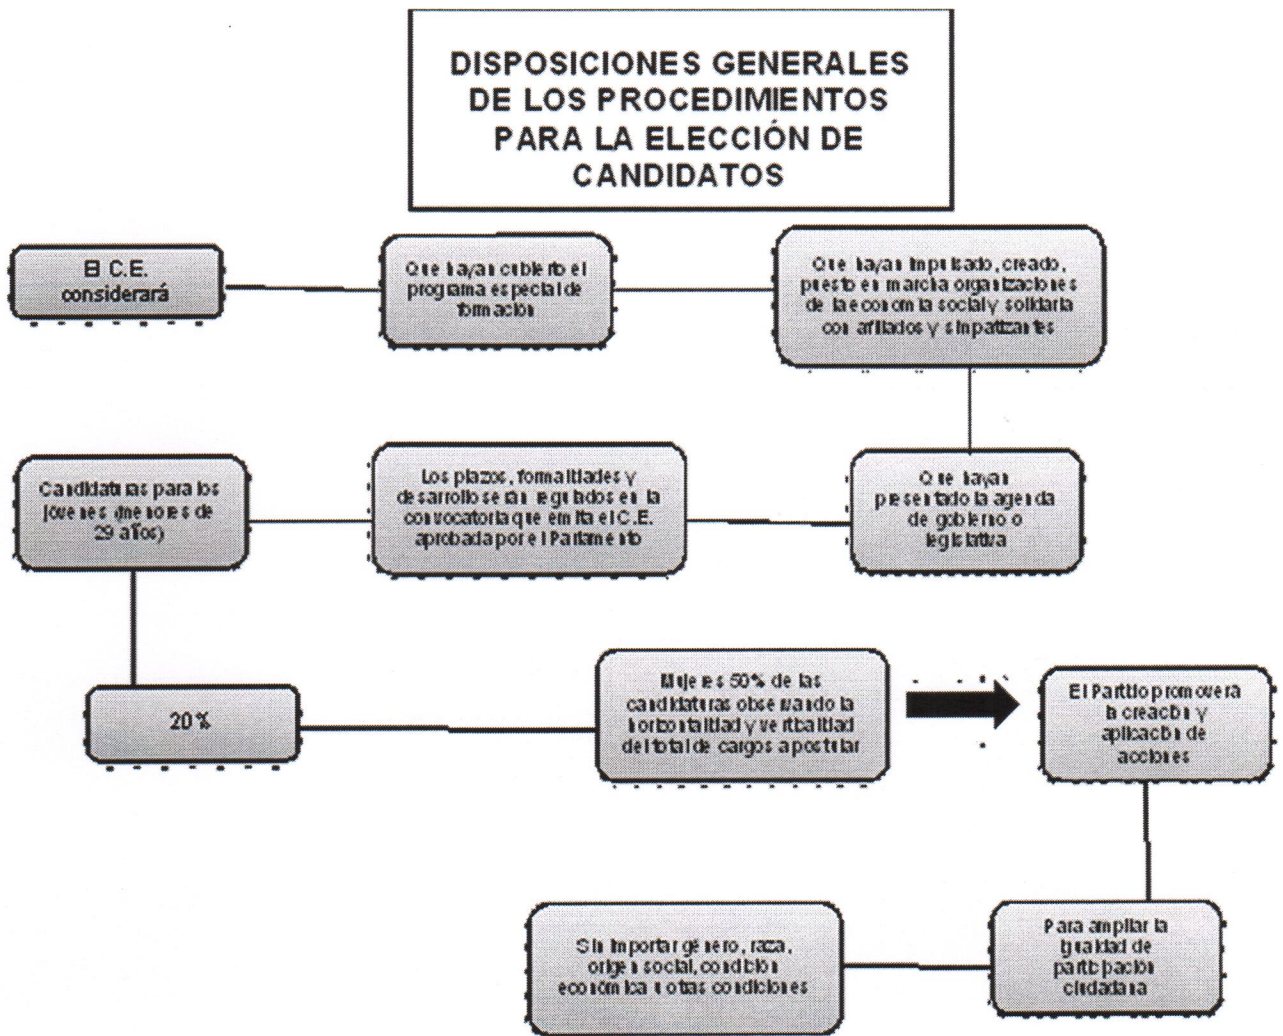 DISPOSICIONES GENERALES
DE LOS PROCEDIMIENTOS
PARA LA ELECCIÓN DE
CANDIDATOS
El C.E.
considerará
Que hayan cubierto el
programa especial de
formación
Que hayan impulsado, creado,
puesto en marcha organizaciones
de la economía social y solidaria
con afiliados y simpatizantes
Que hayan
presentado la agenda
de gobierno o
legislativa
Los plazos, formalidades y
desarrollo serán regulados en la
convocatoria que emita el C.E.
aprobada por el Parlamento
Candidaturas para los
jóvenes (menores de
29 años)
20%
Mujeres 50% de las
candidaturas observando la
horizontalidad y verticalidad
del total de cargos a postular
El Partido promoverá
la creación y
aplicación de
acciones
Para ampliar la
igualdad de
participación
ciudadana
Sin importar género, raza,
origen social, condición
económica u otras condiciones